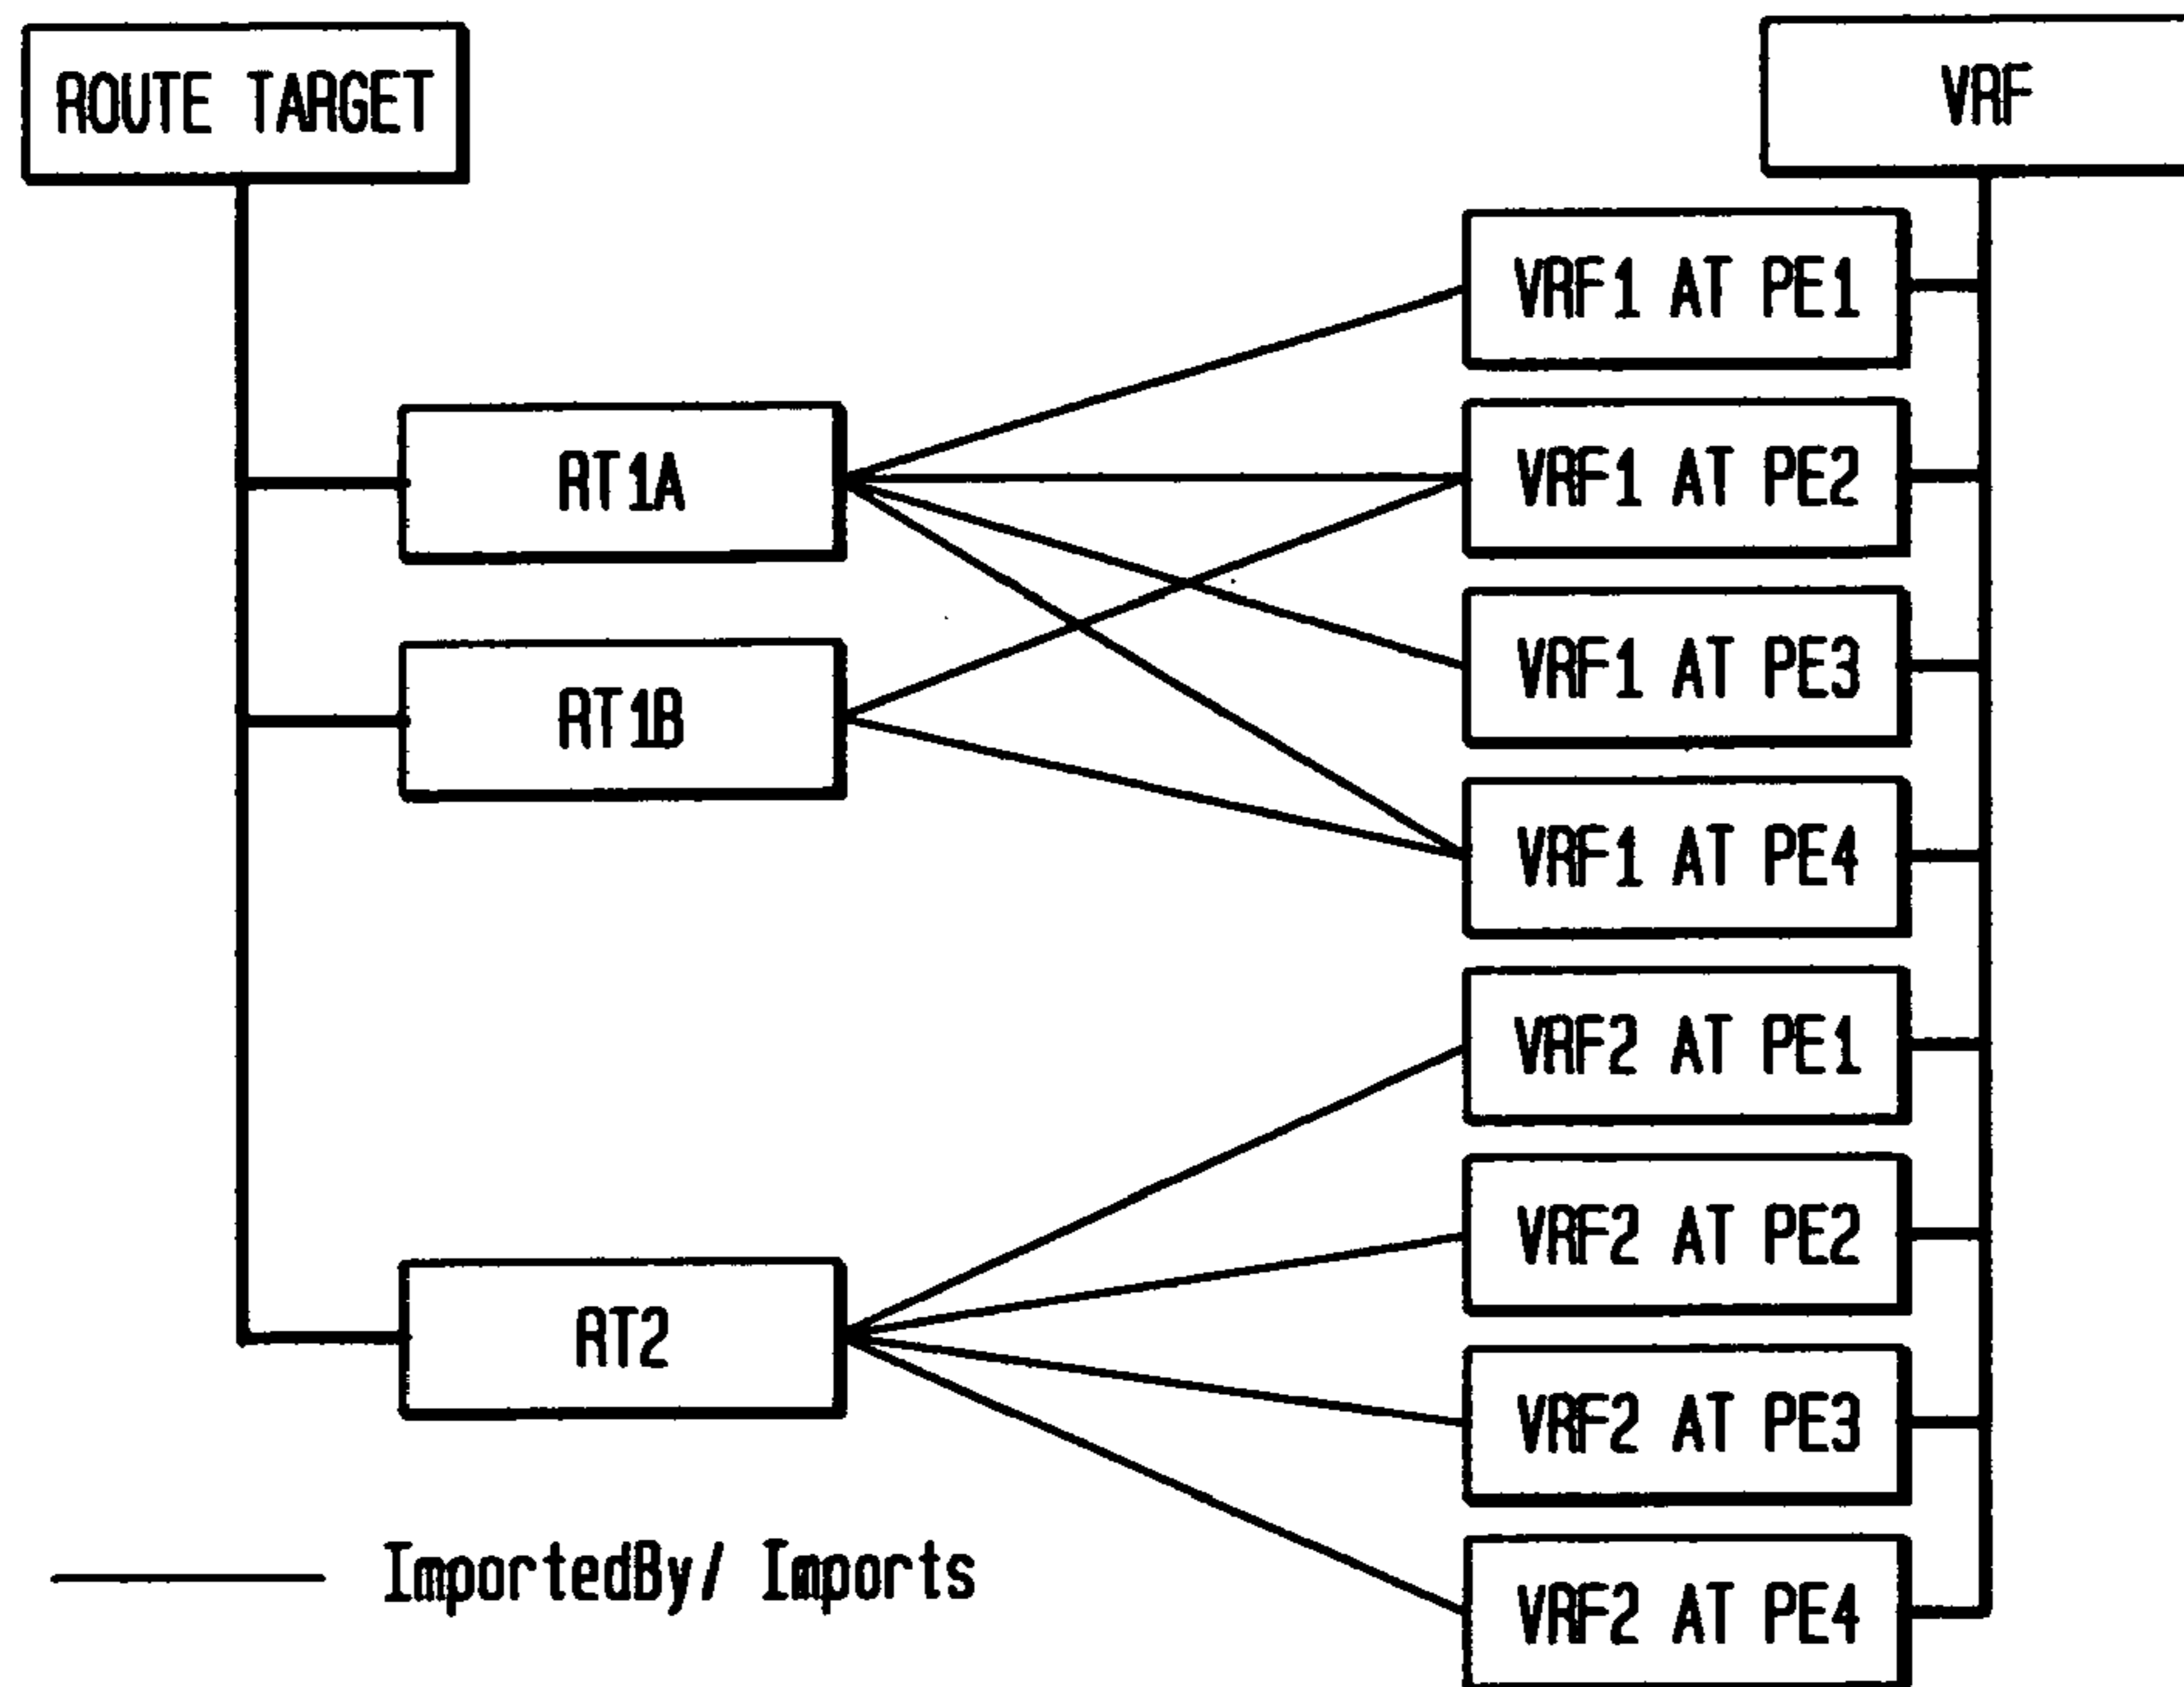 ROUTE TARGET
VRF
VRF1 AT PE1
RT1A
VRF1 AT PE2
VRF1 AT PE3
RT1B
VRF1 AT PE4
VRF2 AT PE1
VRF2 AT PE2
RT2
VRF2 AT PE3
ImportedBy/ Imports
VRF2 AT PE4